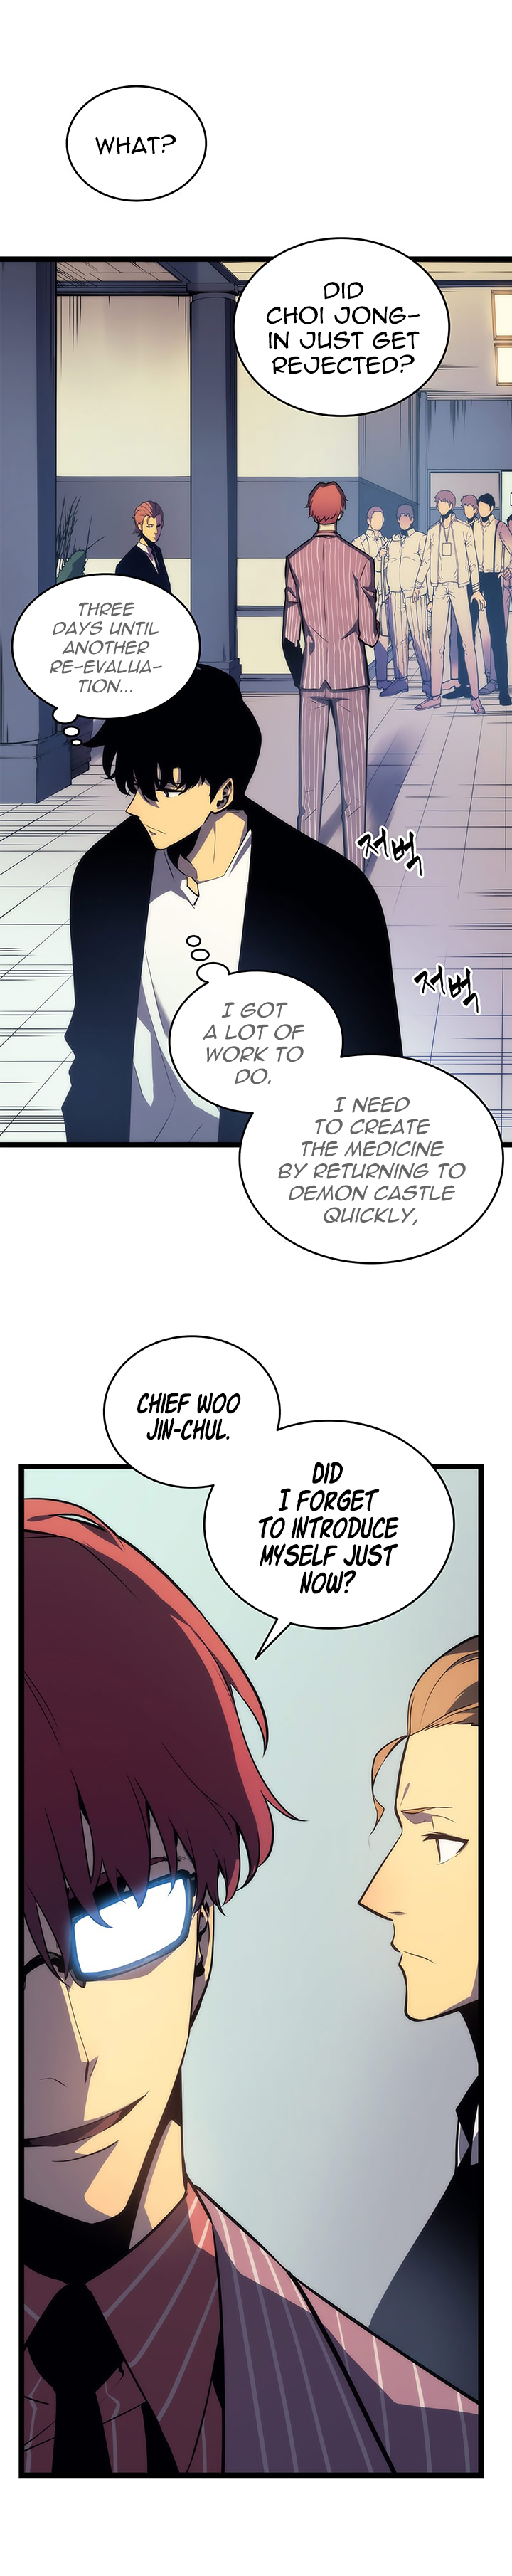 WHAT?
DID
CHOI JONG-
IN JUST GET
REJECTED?
THREE
DAYS UNTIL
ANOTHER
RE-EVALUA-
TION...
저벅
저벅
I GOT
A LOT OF
WORK TO
DO.
I NEED
TO CREATE
THE MEDICINE
BY RETURNING TO
DEMON CASTLE
QUICKLY,
CHIEF WOO
JIN-CHUL.
DID
I FORGET
TO INTRODUCE
MYSELF JUST
NOW?